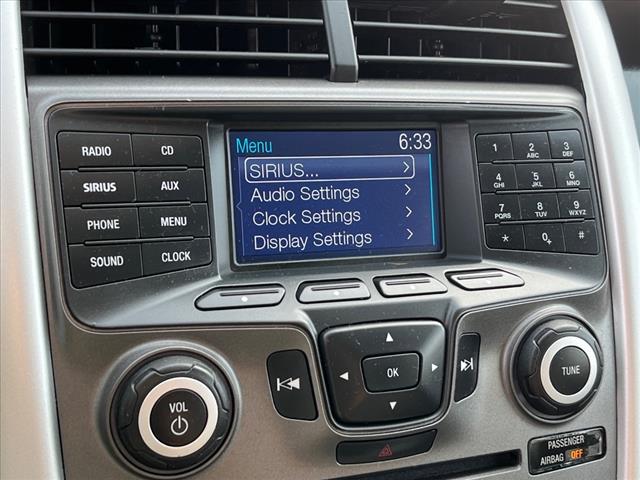 Menu 6:33
SIRIUS...
Audio Settings
Clock Settings
Display Settings
RADIO CD
SIRIUS AUX
PHONE MENU
SOUND CLOCK
1 2 ABC 3 DEF
4 GHI 5 JKL 6 MNO
7 PQRS 8 TUV 9 WXYZ
* 0 + #
OK
VOL
TUNE
PASSENGER
AIRBAG OFF